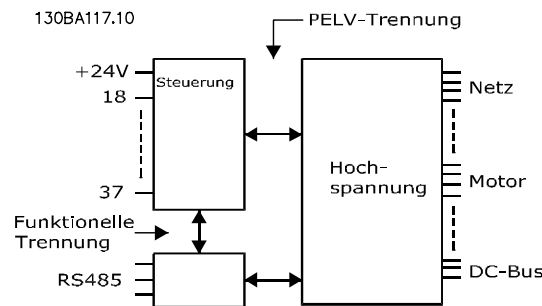 130BA117.10
PELV-Trennung
+24V
Steuerung
18
Netz
Hoch-
spannung
Motor
37
Funktionelle
Trennung
RS485
DC-Bus